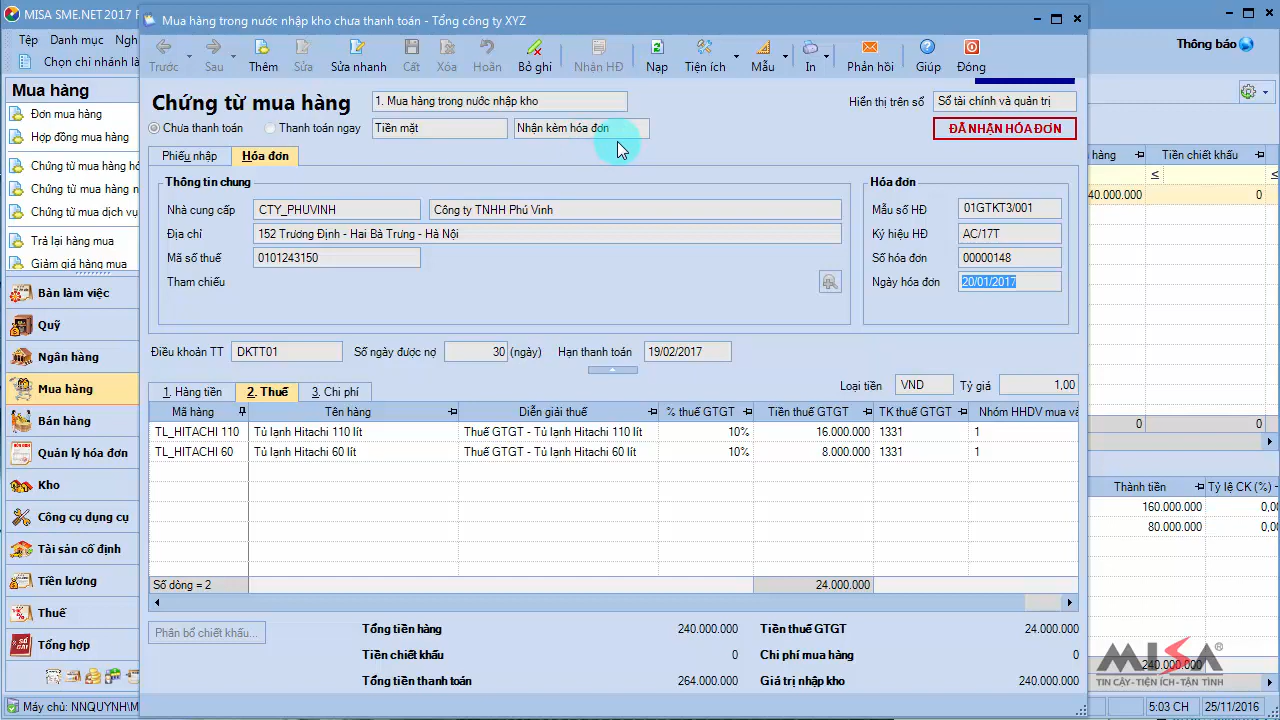 MISA SME.NET 2017
Mua hàng trong nước nhập kho chưa thanh toán - Tổng công ty XYZ
Tệp Danh mục Ngh
Thông báo
Chọn chi nhánh là
Trước Sau Thêm Sửa Sửa nhanh Cất Xóa Hoãn Bỏ ghi Nhận HĐ Nạp Tiện ích Mẫu In Phản hồi Giúp Đóng
Mua hàng
Đơn mua hàng
Hợp đồng mua hàng
Chứng từ mua hàng h
Chứng từ mua hàng n
Chứng từ mua dịch vụ
Trả lại hàng mua
Giảm giá hàng mua
Bàn làm việc
Quỹ
Ngân hàng
Mua hàng
Bán hàng
Quản lý hóa đơn
Kho
Công cụ dụng cụ
Tài sản cố định
Tiền lương
Thuế
Tổng hợp
Máy chủ: NNQUYNH\M
Chứng từ mua hàng
1. Mua hàng trong nước nhập kho
Hiển thị trên sổ Sổ tài chính và quản trị
Chưa thanh toán Thanh toán ngay Tiền mặt Nhận kèm hóa đơn
ĐÃ NHẬN HÓA ĐƠN
Phiếu nhập Hóa đơn
Thông tin chung
Nhà cung cấp CTY_PHUVINH Công ty TNHH Phú Vinh
Địa chỉ 152 Trương Định - Hai Bà Trưng - Hà Nội
Mã số thuế 0101243150
Tham chiếu
Hóa đơn
Mẫu số HĐ 01GTKT3/001
Ký hiệu HĐ AC/17T
Số hóa đơn 00000148
Ngày hóa đơn 20/01/2017
Điều khoản TT DKTT01 Số ngày được nợ 30 (ngày) Hạn thanh toán 19/02/2017
1. Hàng tiền 2. Thuế 3. Chi phí
Loại tiền VND Tỷ giá 1,00
Mã hàng Tên hàng Diễn giải thuế % thuế GTGT Tiền thuế GTGT TK thuế GTGT Nhóm HHDV mua và
TL_HITACHI 110 Tủ lạnh Hitachi 110 lít Thuế GTGT - Tủ lạnh Hitachi 110 lít 10% 16.000.000 1331 1
TL_HITACHI 60 Tủ lạnh Hitachi 60 lít Thuế GTGT - Tủ lạnh Hitachi 60 lít 10% 8.000.000 1331 1
Số dòng = 2 24.000.000
Phân bổ chiết khấu...
Tổng tiền hàng 240.000.000 Tiền thuế GTGT 24.000.000
Tiền chiết khấu 0 Chi phí mua hàng 0
Tổng tiền thanh toán 264.000.000 Giá trị nhập kho 240.000.000
hàng Tiền chiết khấu
≤ ≤
40.000.000 0
0 0
Thành tiền Tỷ lệ CK (%)
160.000.000 0,00
80.000.000 0,00
240.000.000
MISA®
TIN CẬY - TIỆN ÍCH - TẬN TÌNH
5:03 CH 25/11/2016